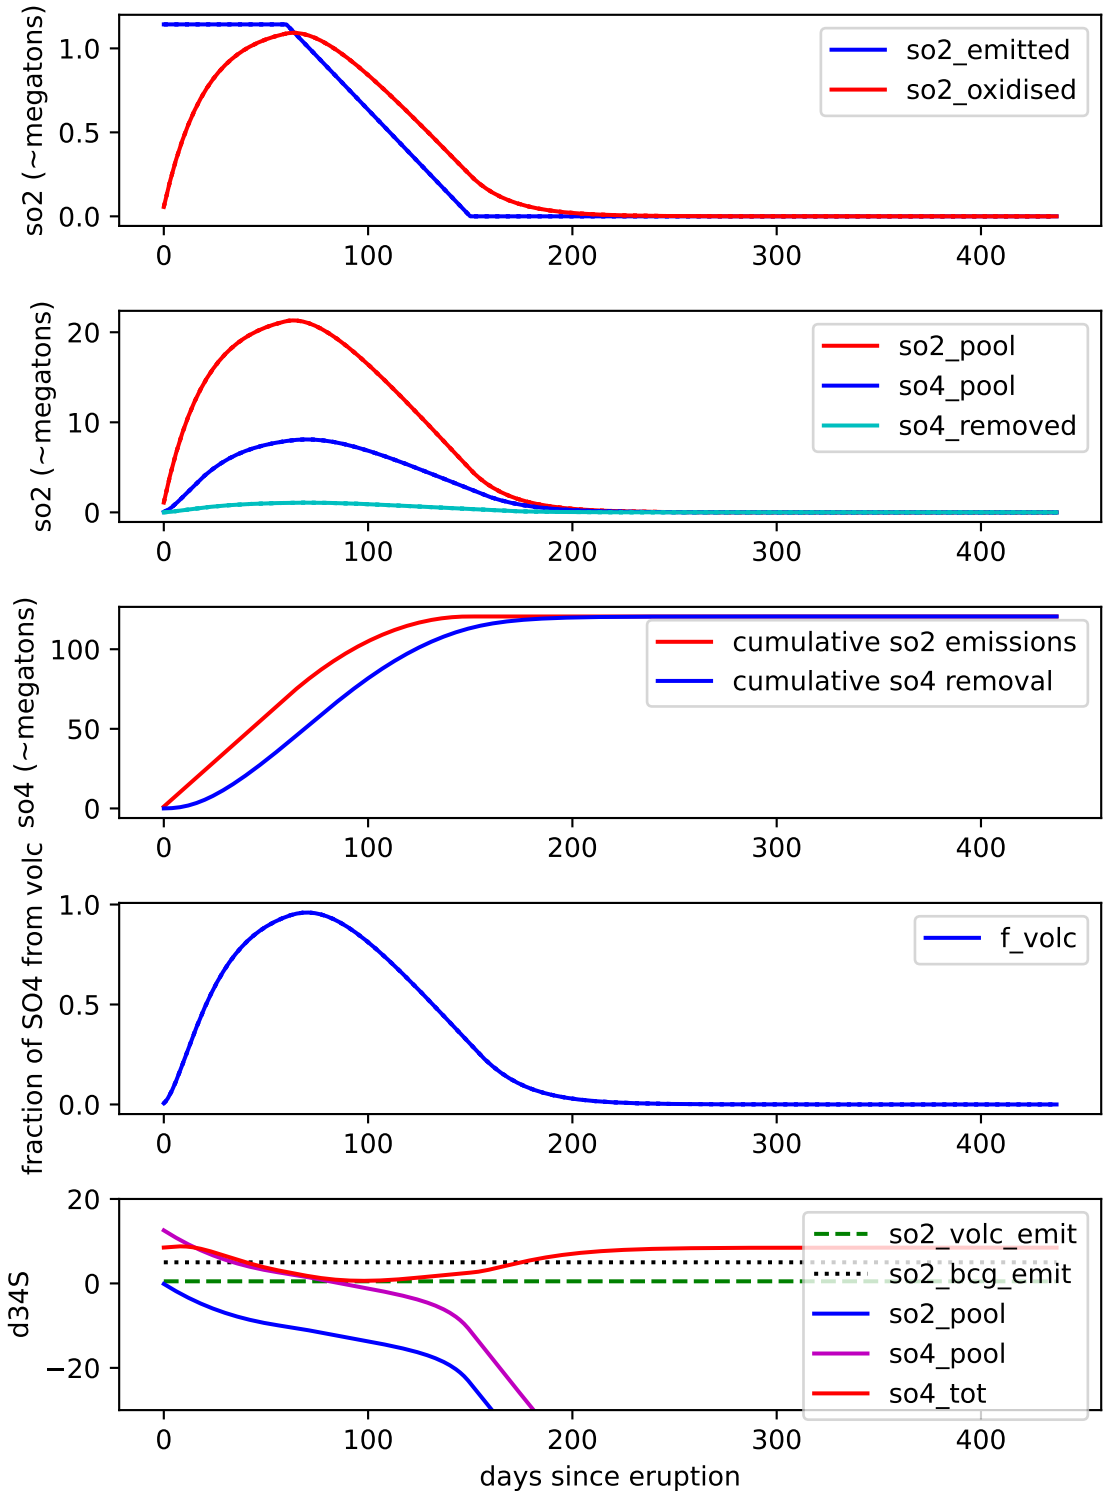 so2 (~megatons)
1.0
0.5
0.0
so2_emitted
so2_oxidised
0 100 200 300 400
so2 (~megatons)
20
10
0
so2_pool
so4_pool
so4_removed
0 100 200 300 400
so4 (~megatons)
100
50
0
cumulative so2 emissions
cumulative so4 removal
0 100 200 300 400
fraction of SO4 from volc
1.0
0.5
0.0
f_volc
0 100 200 300 400
d34S
20
0
−20
so2_volc_emit
so2_bcg_emit
so2_pool
so4_pool
so4_tot
0 100 200 300 400
days since eruption